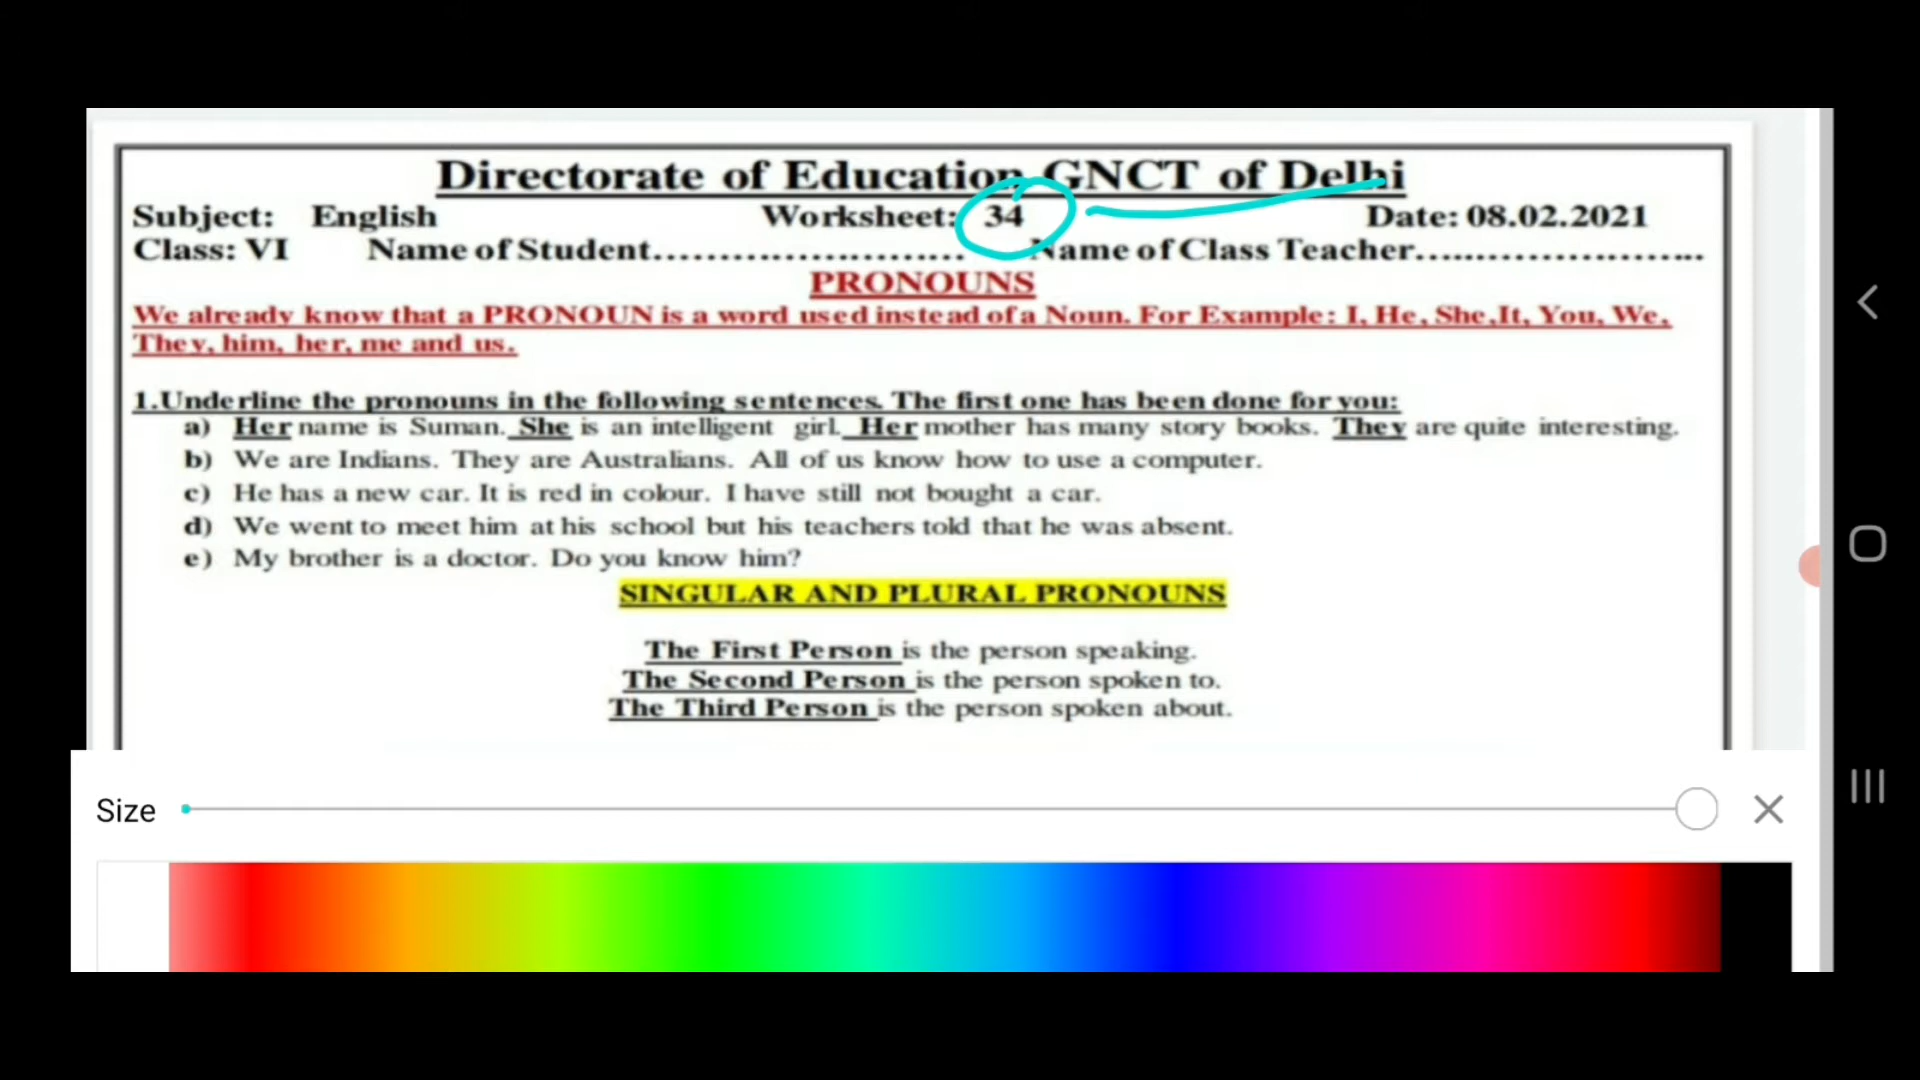 Directorate of Education GNCT of Delhi
Subject: English Worksheet: 34 Date: 08.02.2021
Class: VI Name of Student....................... Name of Class Teacher.....................
PRONOUNS
We already know that a PRONOUN is a word used instead of a Noun. For Example: I, He, She,It, You, We,
They, him, her, me and us.
1.Underline the pronouns in the following sentences. The first one has been done for you:
a) Her name is Suman. She is an intelligent girl. Her mother has many story books. They are quite interesting.
b) We are Indians. They are Australians. All of us know how to use a computer.
c) He has a new car. It is red in colour. I have still not bought a car.
d) We went to meet him at his school but his teachers told that he was absent.
e) My brother is a doctor. Do you know him?
SINGULAR AND PLURAL PRONOUNS
The First Person is the person speaking.
The Second Person is the person spoken to.
The Third Person is the person spoken about.
Size